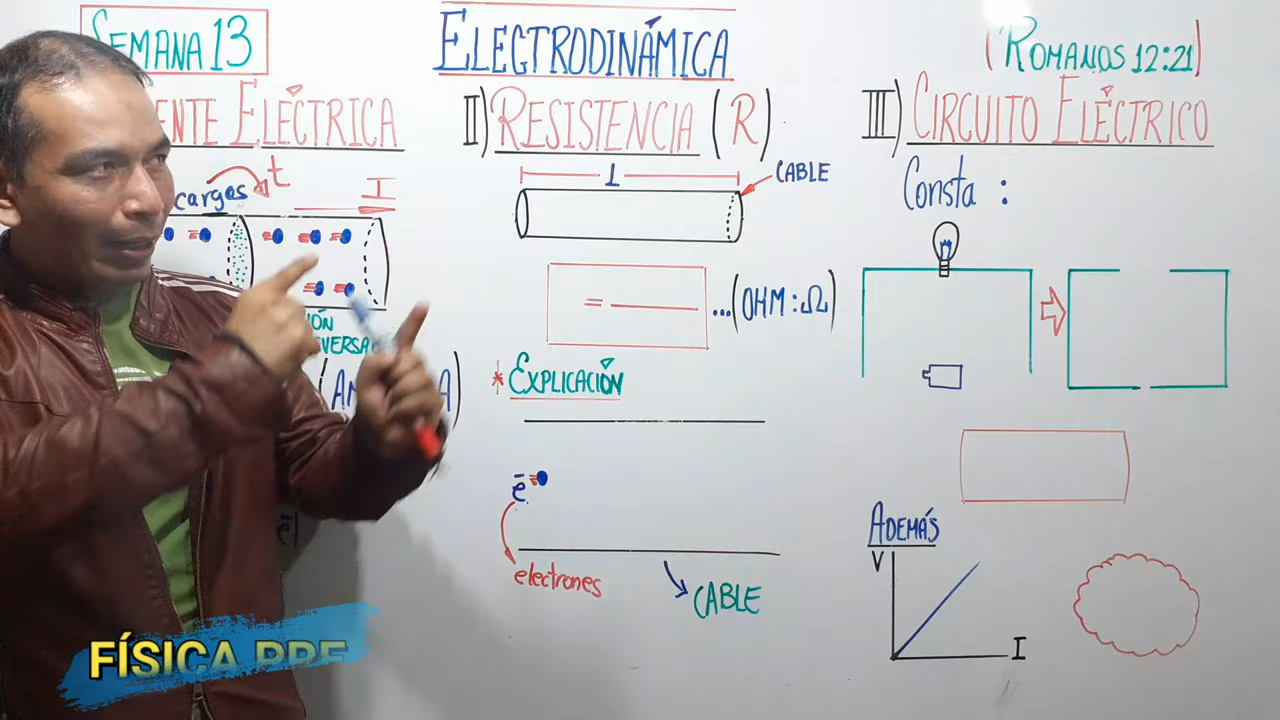 SEMANA 13
ELECTRODINÁMICA
(ROMANOS 12:21)
ENTE ELÉCTRICA
cargas
t
I
II) RESISTENCIA (R)
L
CABLE
= ... (OHM : Ω)
* EXPLICACIÓN
e̅
electrones
CABLE
III) CIRCUITO ELÉCTRICO
Consta :
ADEMÁS
V
I
FÍSICA PRE